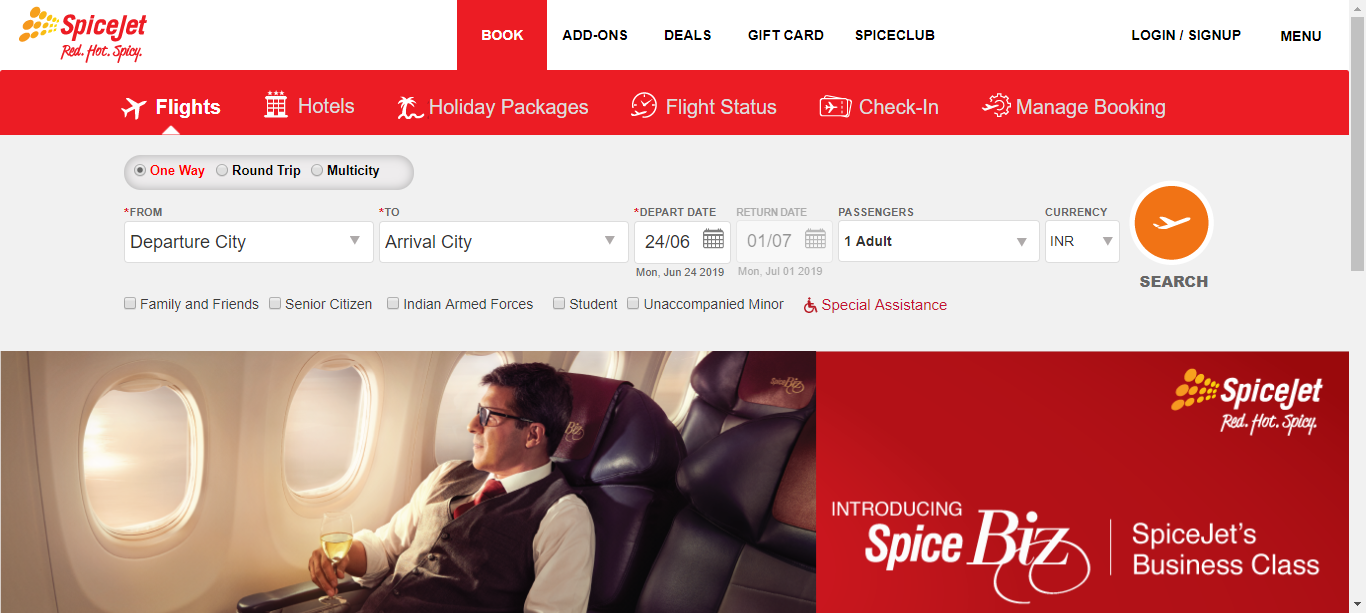 SpiceJet
Red. Hot. Spicy.
BOOK ADD-ONS DEALS GIFT CARD SPICECLUB LOGIN / SIGNUP MENU
Flights Hotels Holiday Packages Flight Status Check-In Manage Booking
One Way Round Trip Multicity
*FROM *TO *DEPART DATE RETURN DATE PASSENGERS CURRENCY
Departure City Arrival City 24/06 01/07 1 Adult INR
Mon, Jun 24 2019 Mon, Jul 01 2019
SEARCH
Family and Friends Senior Citizen Indian Armed Forces Student Unaccompanied Minor Special Assistance
SpiceBiz
Biz
SpiceJet
Red. Hot. Spicy.
INTRODUCING
Spice Biz
SpiceJet's
Business Class